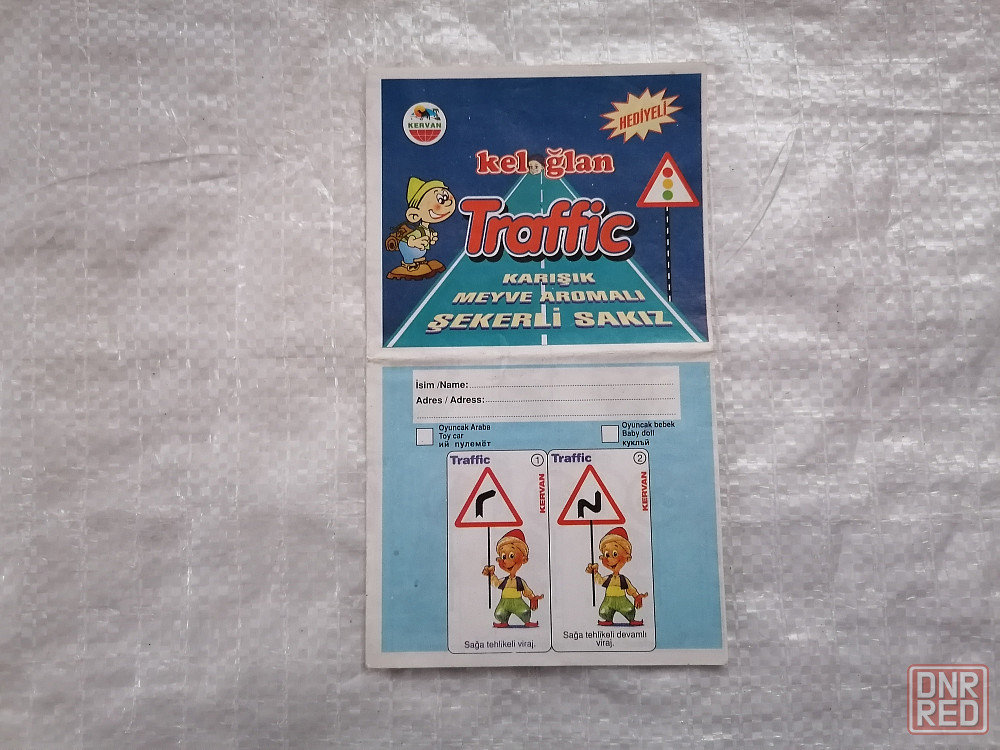 KERVAN
HEDİYELİ
keloğlan
Traffic
KARIŞIK
MEYVE AROMALI
ŞEKERLİ SAKIZ
İsim /Name:
Adres / Adress:
Oyuncak Araba
Toy car
ий пулемёт
Oyuncak bebek
Baby doll
куклъй
Traffic 1
KERVAN
Sağa tehlikeli viraj.
Traffic 2
KERVAN
Sağa tehlikeli devamlı
viraj.
DNR
RED